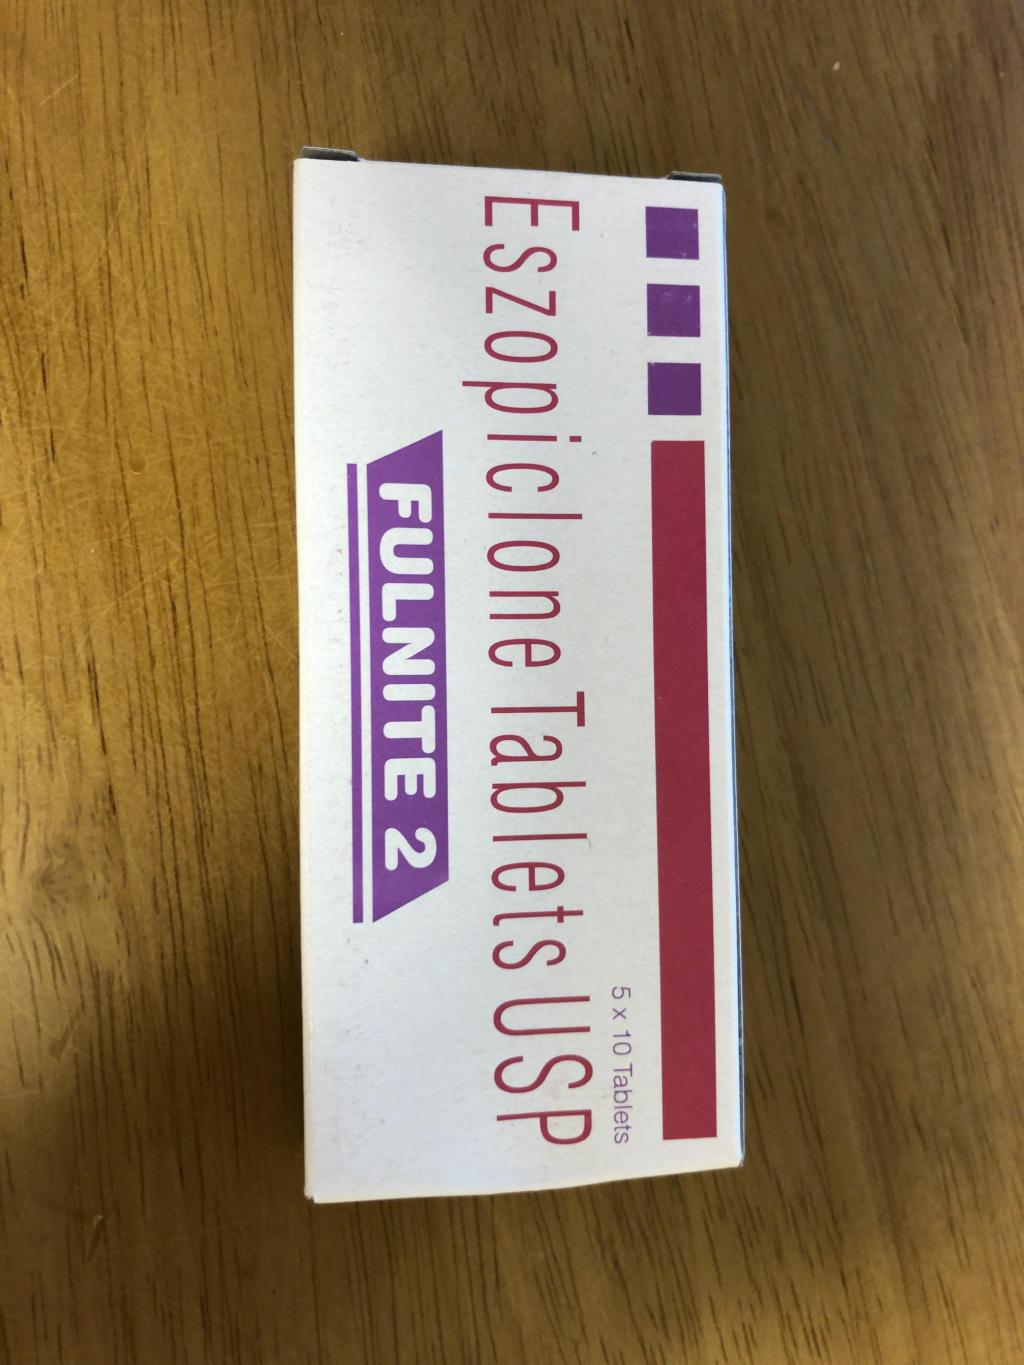 5 x 10 Tablets
Eszopiclone Tablets USP
FULNITE 2